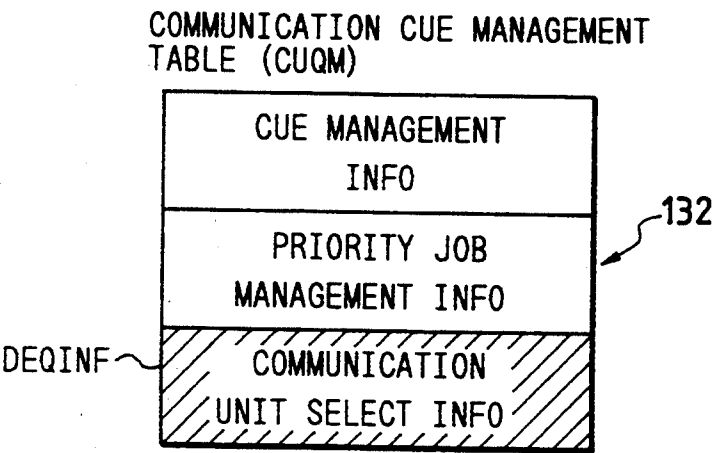 COMMUNICATION CUE MANAGEMENT
TABLE (CUQM)
CUE MANAGEMENT
INFO
132
PRIORITY JOB
MANAGEMENT INFO
DEQINF
COMMUNICATION
UNIT SELECT INFO